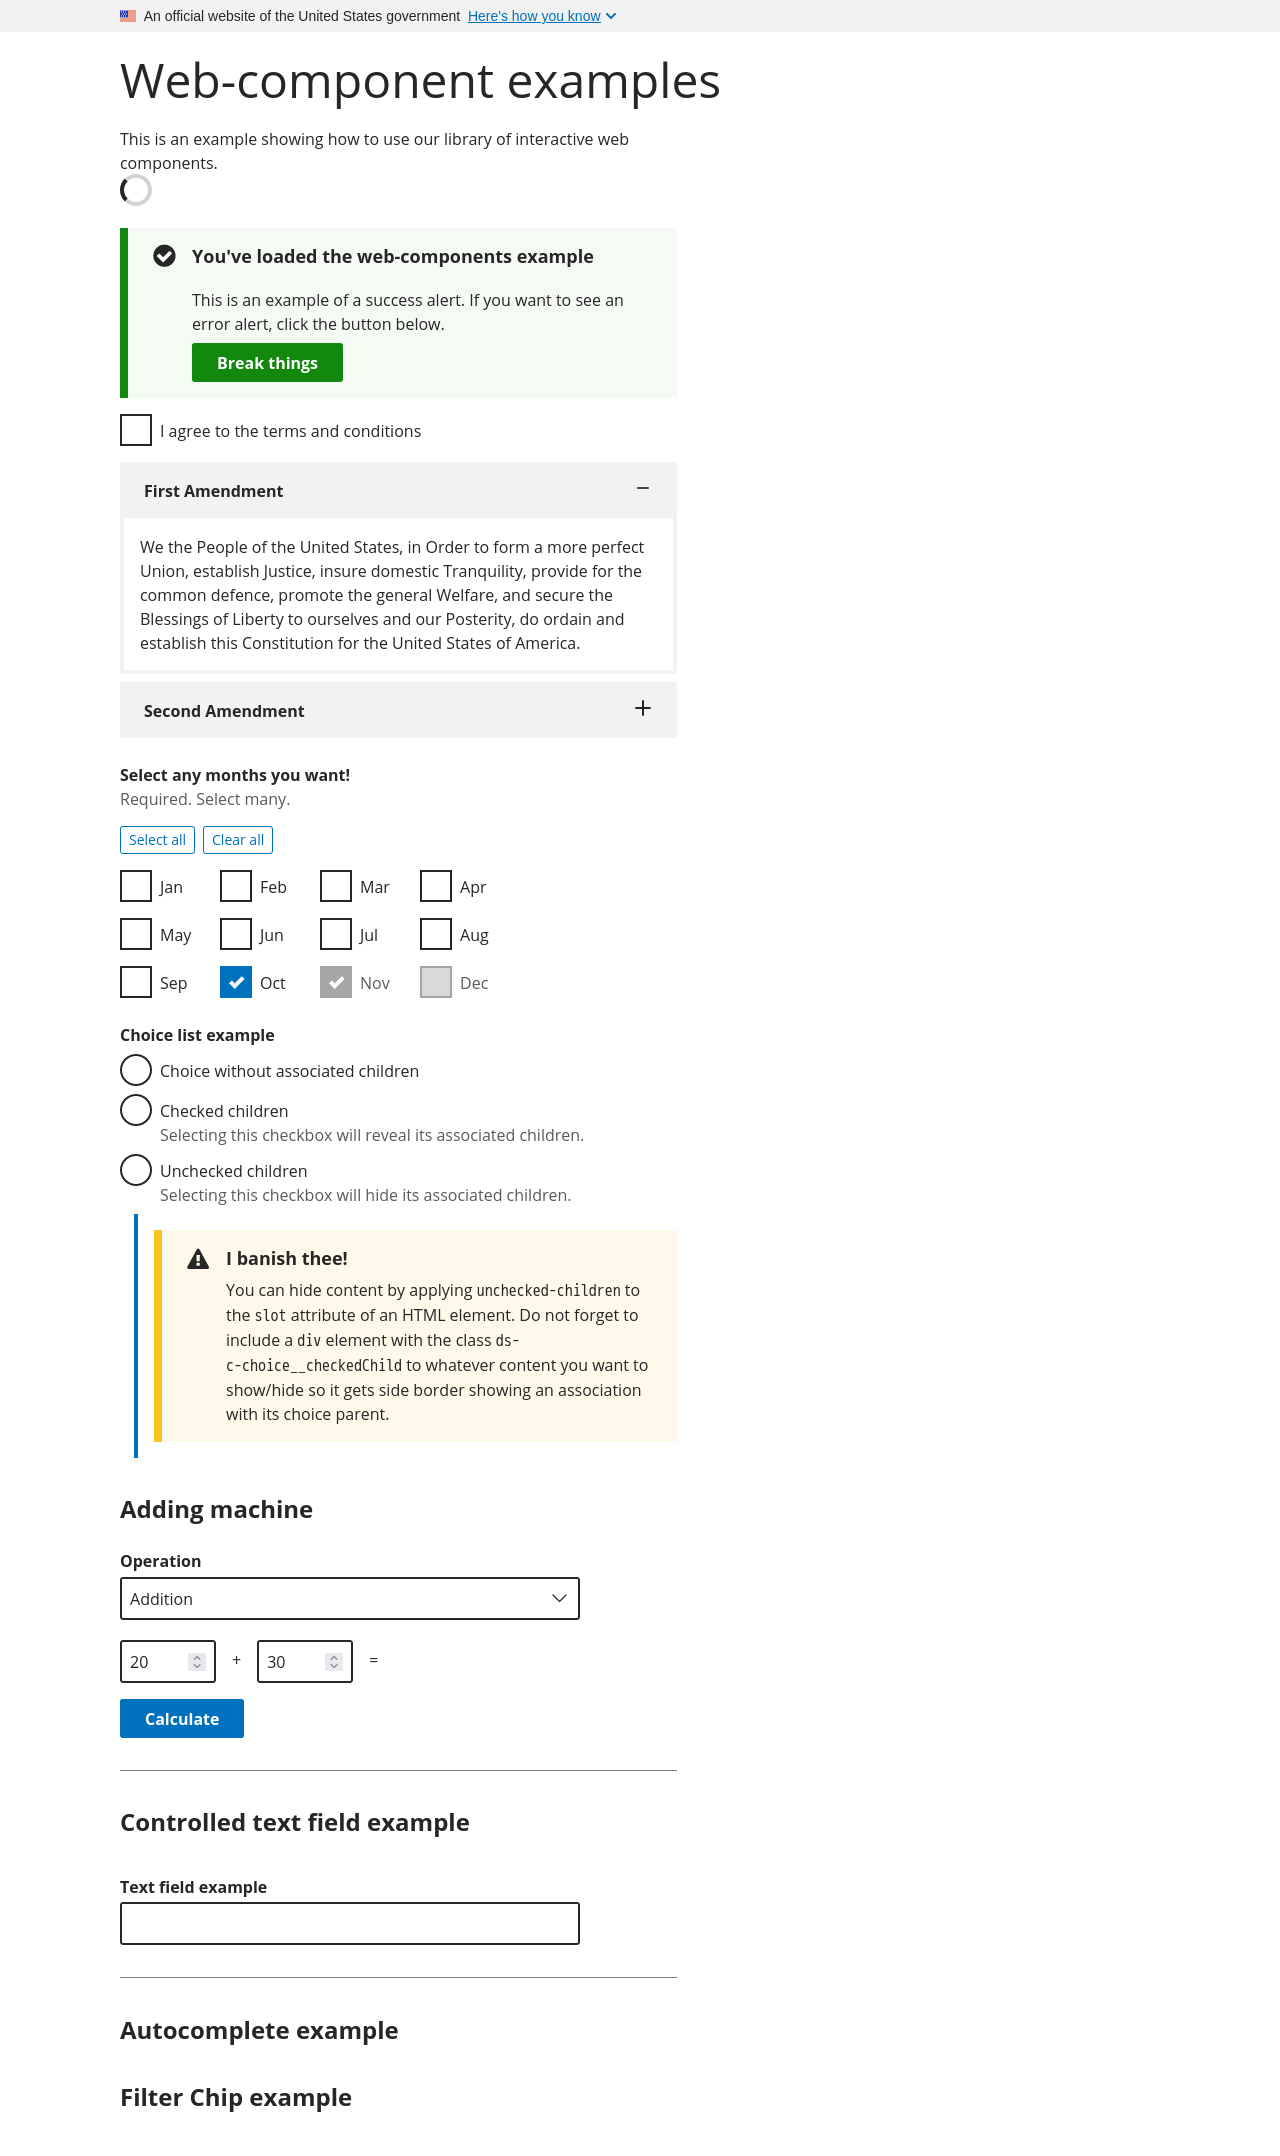 An official website of the United States government Here's how you know
Web-component examples
This is an example showing how to use our library of interactive web
components.
You've loaded the web-components example
This is an example of a success alert. If you want to see an
error alert, click the button below.
Break things
I agree to the terms and conditions
First Amendment
We the People of the United States, in Order to form a more perfect
Union, establish Justice, insure domestic Tranquility, provide for the
common defence, promote the general Welfare, and secure the
Blessings of Liberty to ourselves and our Posterity, do ordain and
establish this Constitution for the United States of America.
Second Amendment
Select any months you want!
Required. Select many.
Select all Clear all
Jan Feb Mar Apr
May Jun Jul Aug
Sep Oct Nov Dec
Choice list example
Choice without associated children
Checked children
Selecting this checkbox will reveal its associated children.
Unchecked children
Selecting this checkbox will hide its associated children.
I banish thee!
You can hide content by applying unchecked-children to
the slot attribute of an HTML element. Do not forget to
include a div element with the class ds-
c-choice__checkedChild to whatever content you want to
show/hide so it gets side border showing an association
with its choice parent.
Adding machine
Operation
Addition
20 + 30 =
Calculate
Controlled text field example
Text field example
Autocomplete example
Filter Chip example